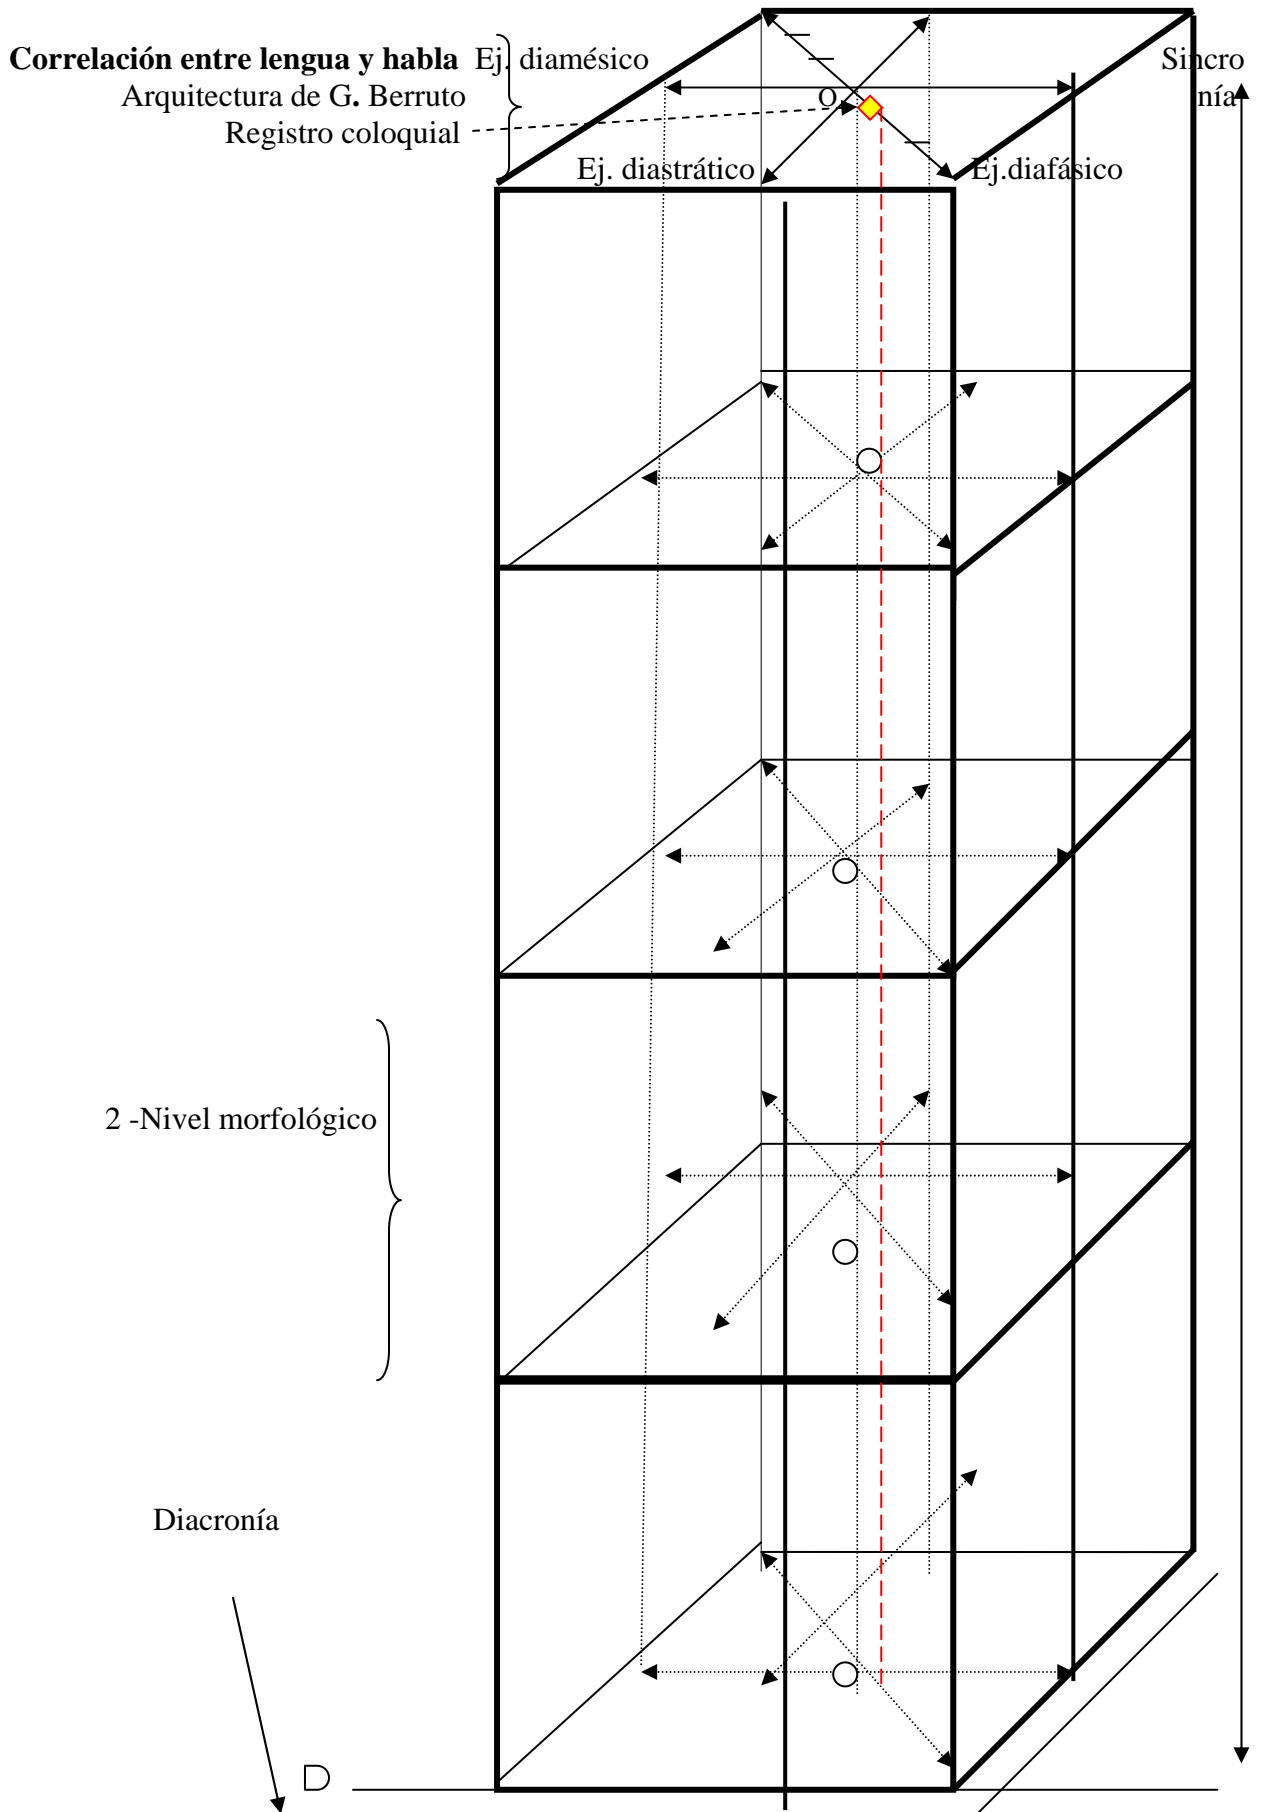 Correlación entre lengua y habla Ej. diamésico Sincro
Arquitectura de G. Berruto O nía
Registro coloquial
Ej. diastrático Ej.diafásico
2 -Nivel morfológico
Diacronía